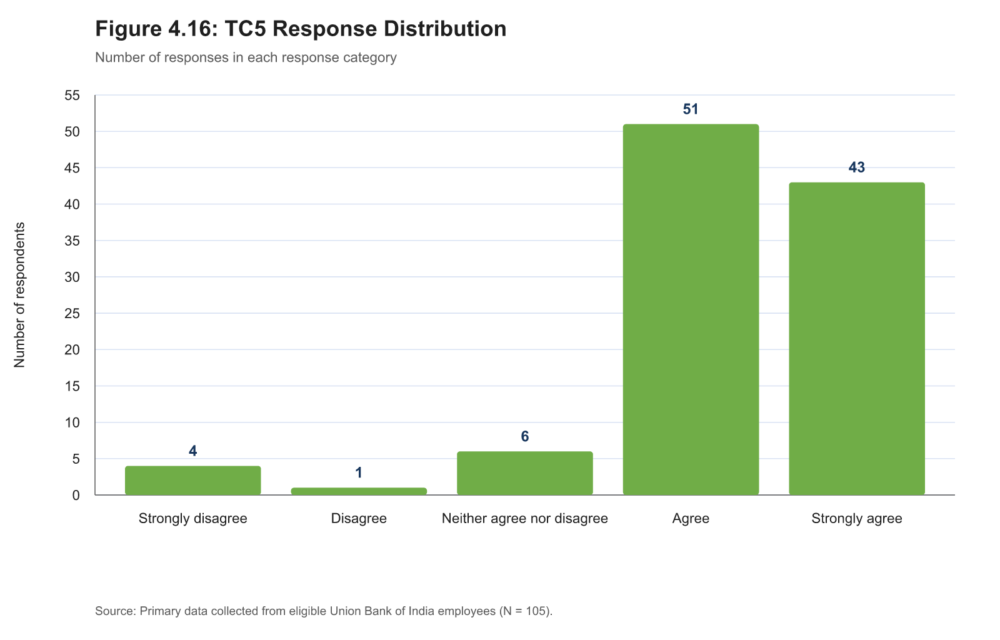 Figure 4.16: TC5 Response Distribution
Number of responses in each response category
Number of respondents
55
50
45
40
35
30
25
20
15
10
5
0
4
1
6
51
43
Strongly disagree
Disagree
Neither agree nor disagree
Agree
Strongly agree
Source: Primary data collected from eligible Union Bank of India employees (N = 105).